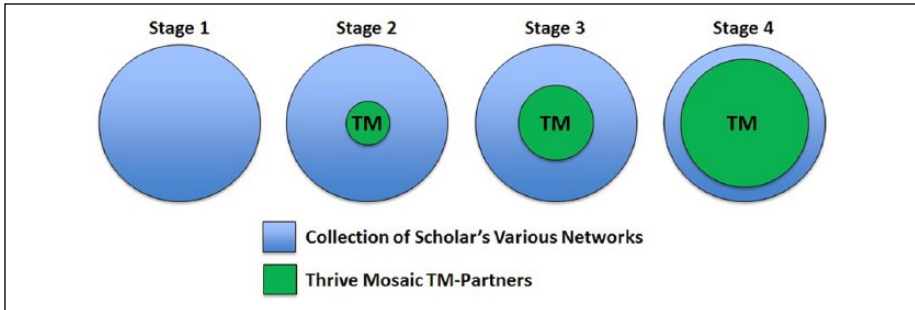 Stage 1 Stage 2 Stage 3 Stage 4
TM TM TM
Collection of Scholar's Various Networks
Thrive Mosaic TM-Partners